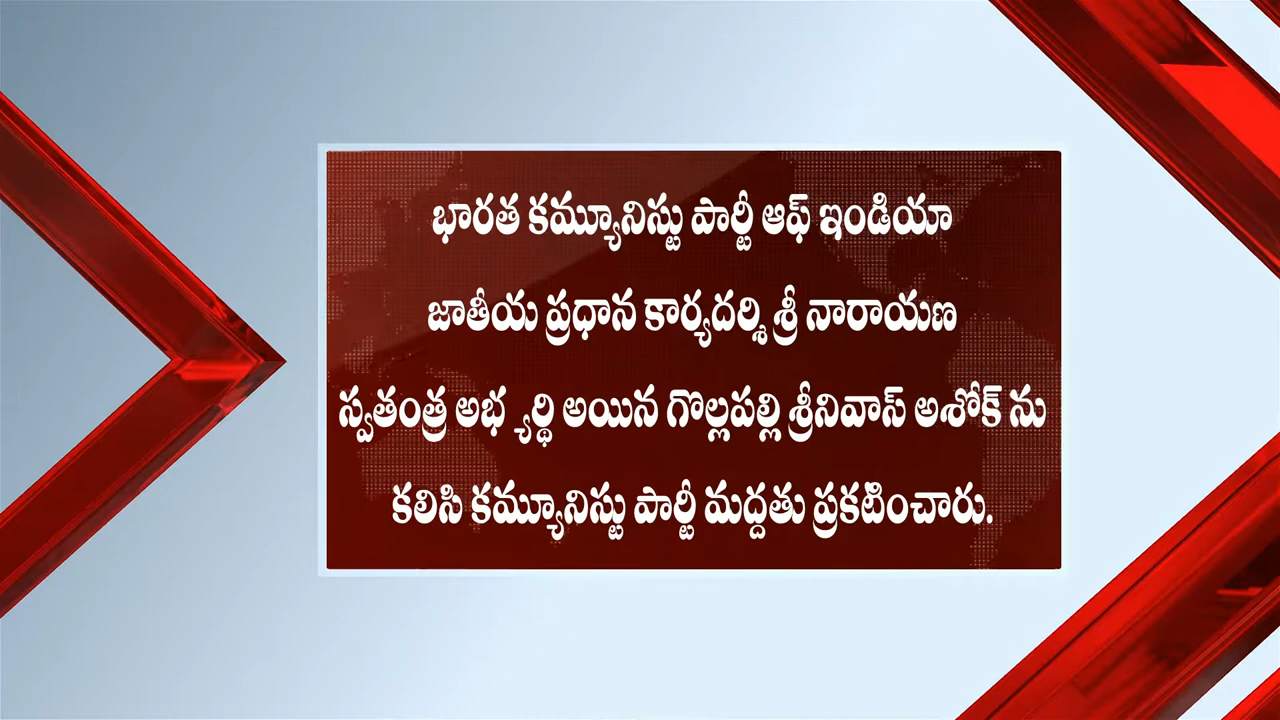 భారత కమ్యూనిస్టు పార్టీ ఆఫ్ ఇండియా
జాతీయ ప్రధాన కార్యదర్శి శ్రీ నారాయణ
స్వతంత్ర అభ్యర్థి అయిన గొల్లపల్లి శ్రీనివాస్ అశోక్ ను
కలిసి కమ్యూనిస్టు పార్టీ మద్దతు ప్రకటించారు.